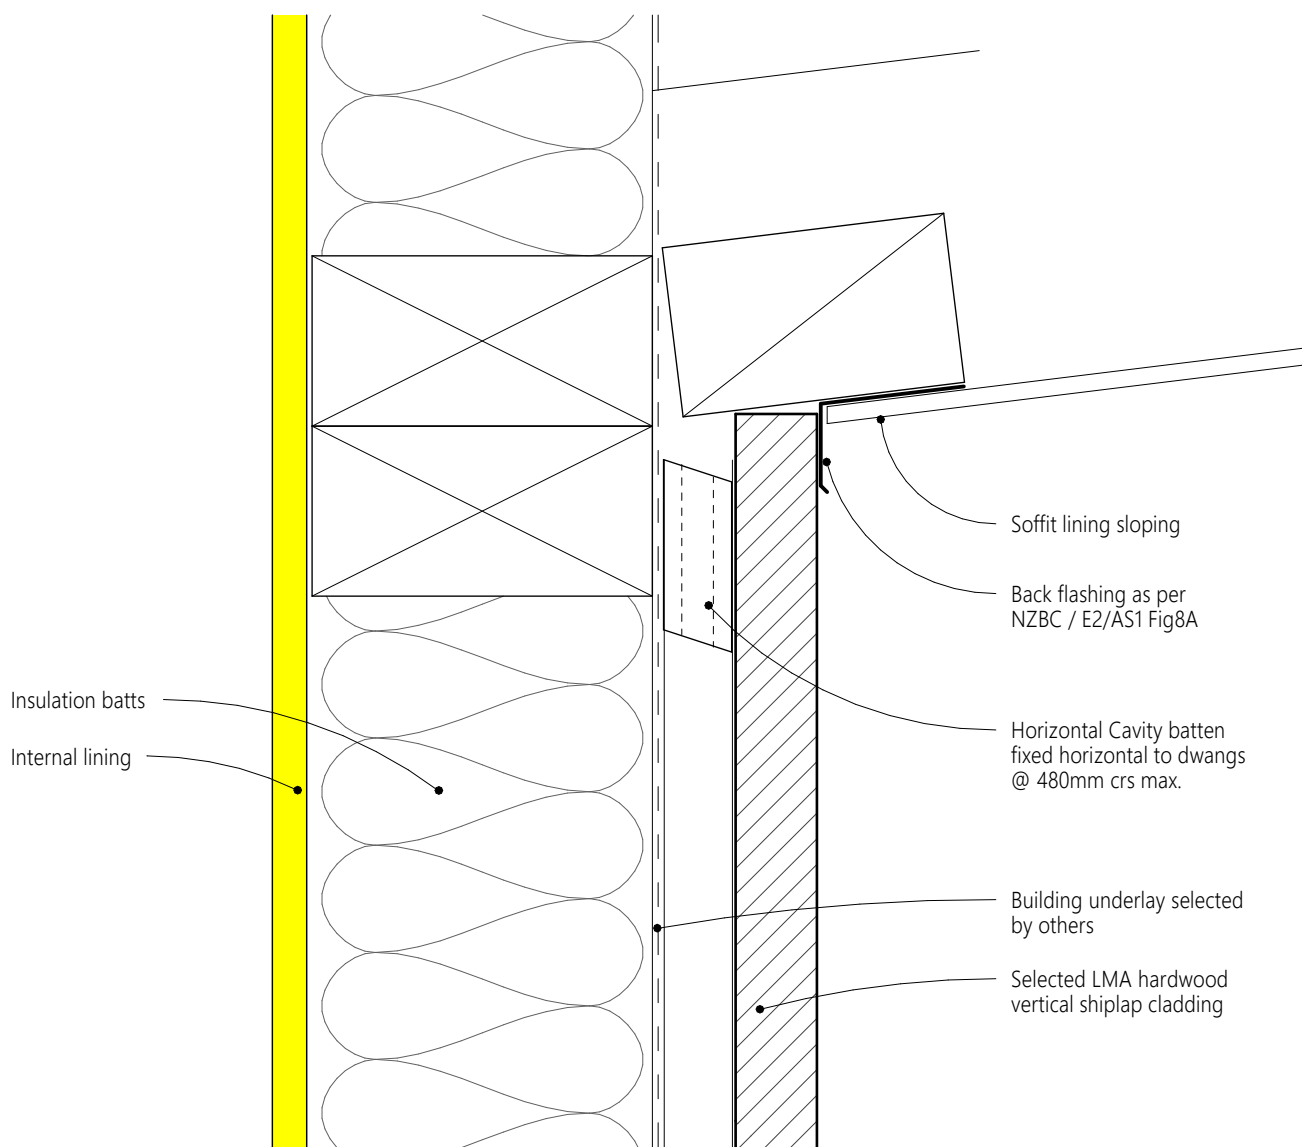 Soffit lining sloping
Back flashing as per
NZBC / E2/AS1 Fig8A
Insulation batts
Internal lining
Horizontal Cavity batten
fixed horizontal to dwangs
@ 480mm crs max.
Building underlay selected
by others
Selected LMA hardwood
vertical shiplap cladding